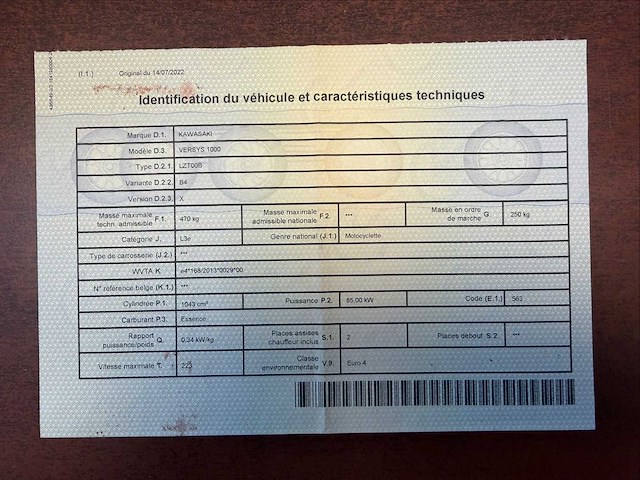 (I.1.) Original du 14/07/2022
Identification du véhicule et caractéristiques techniques
Marque D.1. KAWASAKI
Modèle D.3. VERSYS 1000
Type D.2.1. LZT00B
Variante D.2.2. B4
Version D.2.3. X
Masse maximale techn. admissible F.1. 470 kg Masse maximale admissible nationale F.2. *** Masse en ordre de marche G. 250 kg
Catégorie J. L3e Genre national (J.1.) Motocyclette
Type de carrosserie (J.2.) ***
WVTA K. e4*168/2013*0029*00
N° référence belge (K.1.) ***
Cylindrée P.1. 1043 cm³ Puissance P.2. 85,00 kW Code (E.1.) 563
Carburant P.3. Essence
Rapport puissance/poids Q. 0,34 kW/kg Places assises chauffeur inclus S.1. 2 Places debout S.2. ***
Vitesse maximale T. 223 Classe environnementale V.9. Euro 4